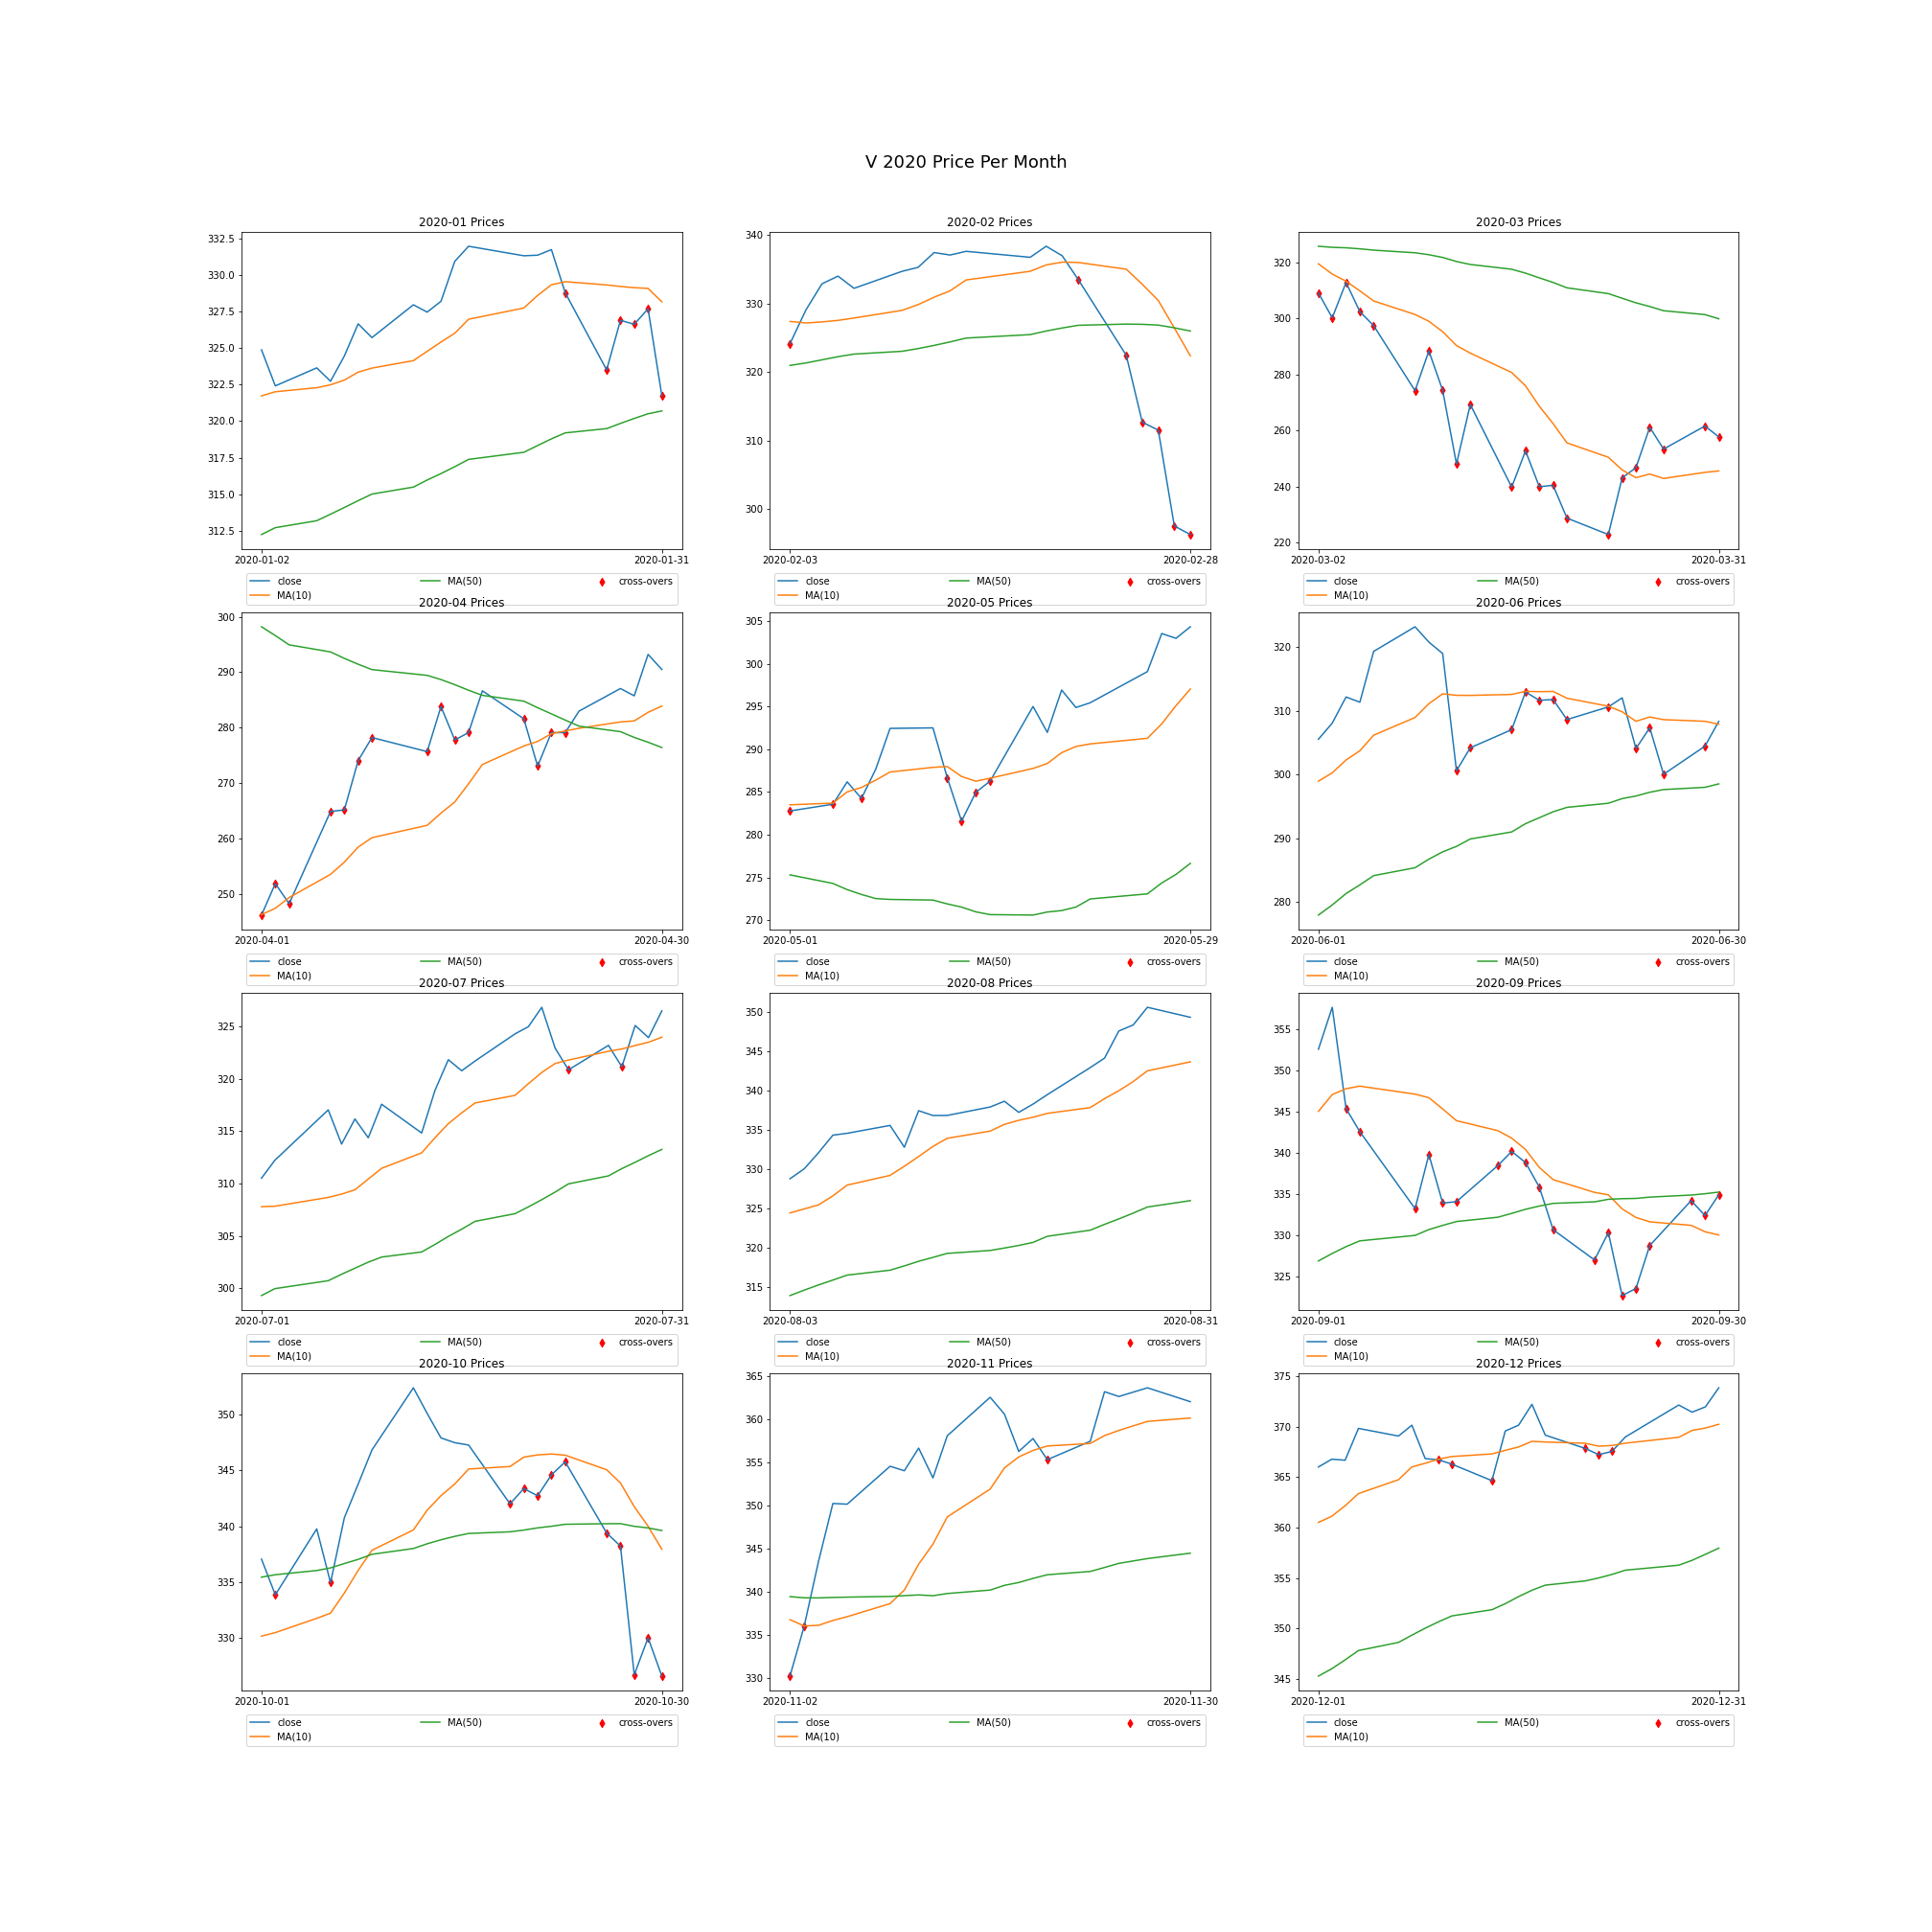 V 2020 Price Per Month
2020-01 Prices
332.5
330.0
327.5
325.0
322.5
320.0
317.5
315.0
312.5
2020-01-02 2020-01-31
close MA(50) cross-overs
MA(10)
2020-02 Prices
340
330
320
310
300
2020-02-03 2020-02-28
close MA(50) cross-overs
MA(10)
2020-03 Prices
320
300
280
260
240
220
2020-03-02 2020-03-31
close MA(50) cross-overs
MA(10)
2020-04 Prices
300
290
280
270
260
250
2020-04-01 2020-04-30
close MA(50) cross-overs
MA(10)
2020-05 Prices
305
300
295
290
285
280
275
270
2020-05-01 2020-05-29
close MA(50) cross-overs
MA(10)
2020-06 Prices
320
310
300
290
280
2020-06-01 2020-06-30
close MA(50) cross-overs
MA(10)
2020-07 Prices
325
320
315
310
305
300
2020-07-01 2020-07-31
close MA(50) cross-overs
MA(10)
2020-08 Prices
350
345
340
335
330
325
320
315
2020-08-03 2020-08-31
close MA(50) cross-overs
MA(10)
2020-09 Prices
355
350
345
340
335
330
325
2020-09-01 2020-09-30
close MA(50) cross-overs
MA(10)
2020-10 Prices
350
345
340
335
330
2020-10-01 2020-10-30
close MA(50) cross-overs
MA(10)
2020-11 Prices
365
360
355
350
345
340
335
330
2020-11-02 2020-11-30
close MA(50) cross-overs
MA(10)
2020-12 Prices
375
370
365
360
355
350
345
2020-12-01 2020-12-31
close MA(50) cross-overs
MA(10)